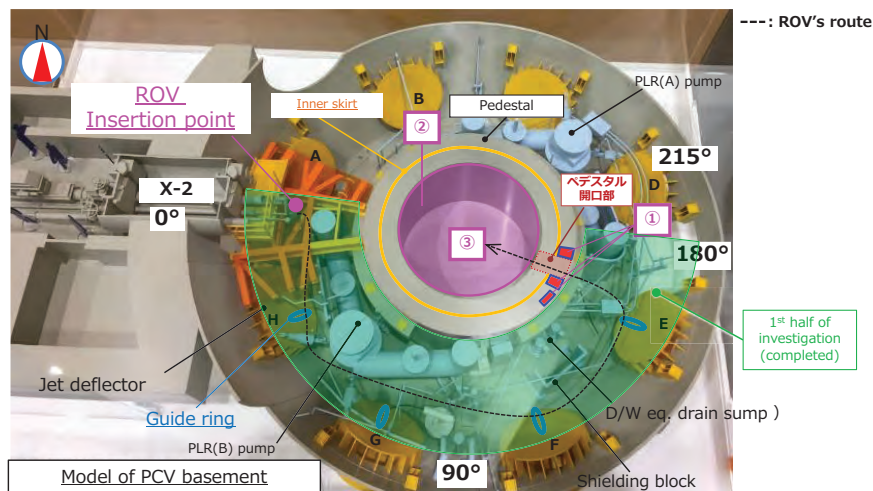 ---: ROV's route
N
PLR(A) pump
ROV
Insertion point
Inner skirt
B
Pedestal
②
A
215°
X-2
0°
ペデスタル
開口部
D
①
③
180°
1st half of
investigation
(completed)
H
E
Jet deflector
Guide ring
D/W eq. drain sump )
G
F
PLR(B) pump
90°
Shielding block
Model of PCV basement